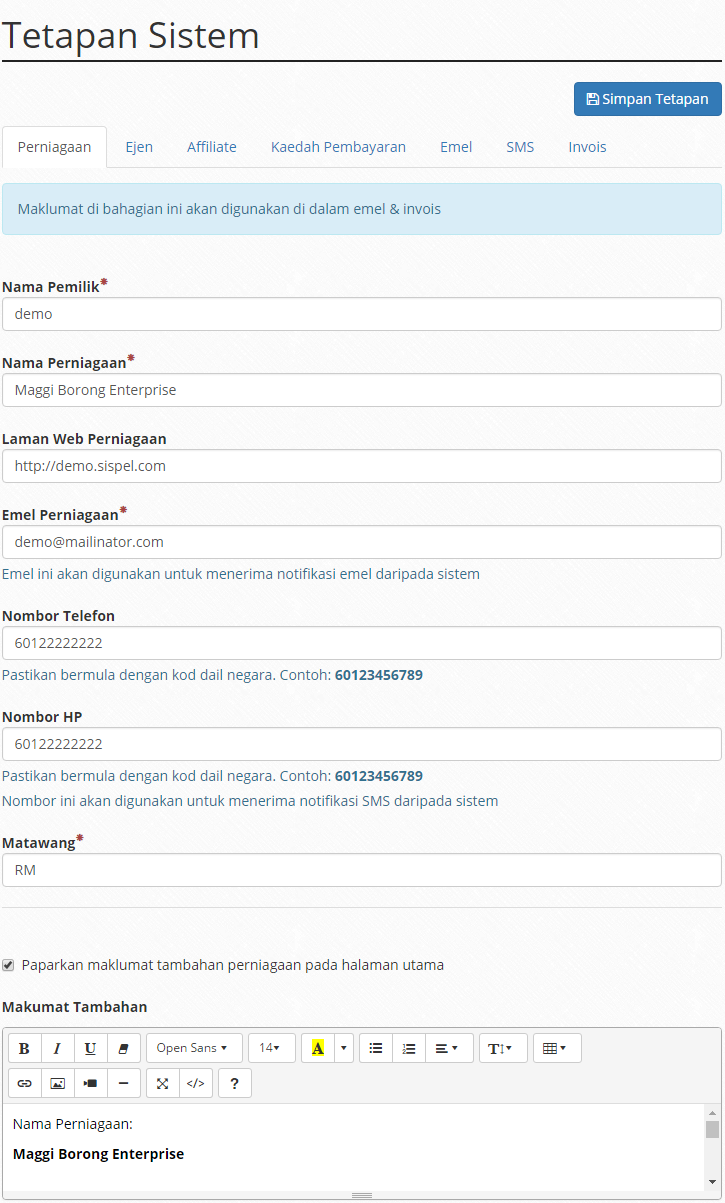 Tetapan Sistem
Simpan Tetapan
Perniagaan Ejen Affiliate Kaedah Pembayaran Emel SMS Invois
Maklumat di bahagian ini akan digunakan di dalam emel & invois
Nama Pemilik*
demo
Nama Perniagaan*
Maggi Borong Enterprise
Laman Web Perniagaan
http://demo.sispel.com
Emel Perniagaan*
demo@mailinator.com
Emel ini akan digunakan untuk menerima notifikasi emel daripada sistem
Nombor Telefon
60122222222
Pastikan bermula dengan kod dail negara. Contoh: 60123456789
Nombor HP
60122222222
Pastikan bermula dengan kod dail negara. Contoh: 60123456789
Nombor ini akan digunakan untuk menerima notifikasi SMS daripada sistem
Matawang*
RM
Paparkan maklumat tambahan perniagaan pada halaman utama
Makumat Tambahan
B I U Open Sans 14 A T
</> ?
Nama Perniagaan:
Maggi Borong Enterprise